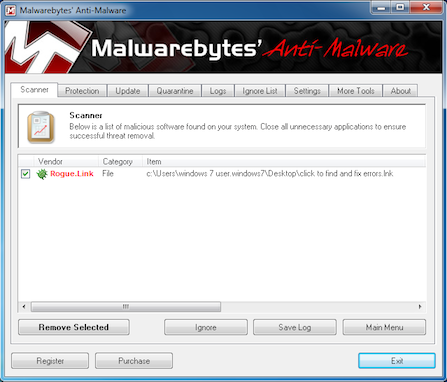 Malwarebytes' Anti-Malware
Malwarebytes' Anti-Malware
Scanner Protection Update Quarantine Logs Ignore List Settings More Tools About
Scanner
Below is a list of malicious software found on your system. Close all unnecessary applications to ensure
successful threat removal.
Vendor Category Item
Rogue.Link File c:\Users\windows 7 user.windows7\Desktop\click to find and fix errors.lnk
Remove Selected Ignore Save Log Main Menu
Register Purchase Exit